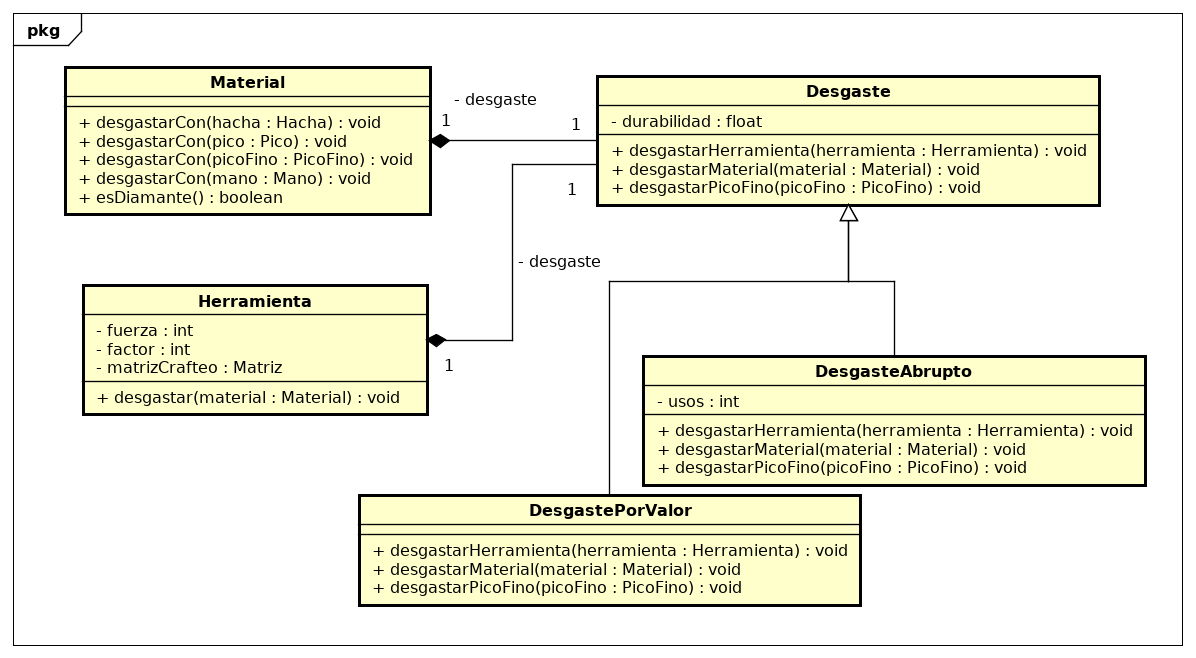 pkg
Material
+ desgastarCon(hacha : Hacha) : void
+ desgastarCon(pico : Pico) : void
+ desgastarCon(picoFino : PicoFino) : void
+ desgastarCon(mano : Mano) : void
+ esDiamante() : boolean
- desgaste
1
1
Desgaste
- durabilidad : float
+ desgastarHerramienta(herramienta : Herramienta) : void
+ desgastarMaterial(material : Material) : void
+ desgastarPicoFino(picoFino : PicoFino) : void
1
- desgaste
1
Herramienta
- fuerza : int
- factor : int
- matrizCrafteo : Matriz
+ desgastar(material : Material) : void
DesgasteAbrupto
- usos : int
+ desgastarHerramienta(herramienta : Herramienta) : void
+ desgastarMaterial(material : Material) : void
+ desgastarPicoFino(picoFino : PicoFino) : void
DesgastePorValor
+ desgastarHerramienta(herramienta : Herramienta) : void
+ desgastarMaterial(material : Material) : void
+ desgastarPicoFino(picoFino : PicoFino) : void